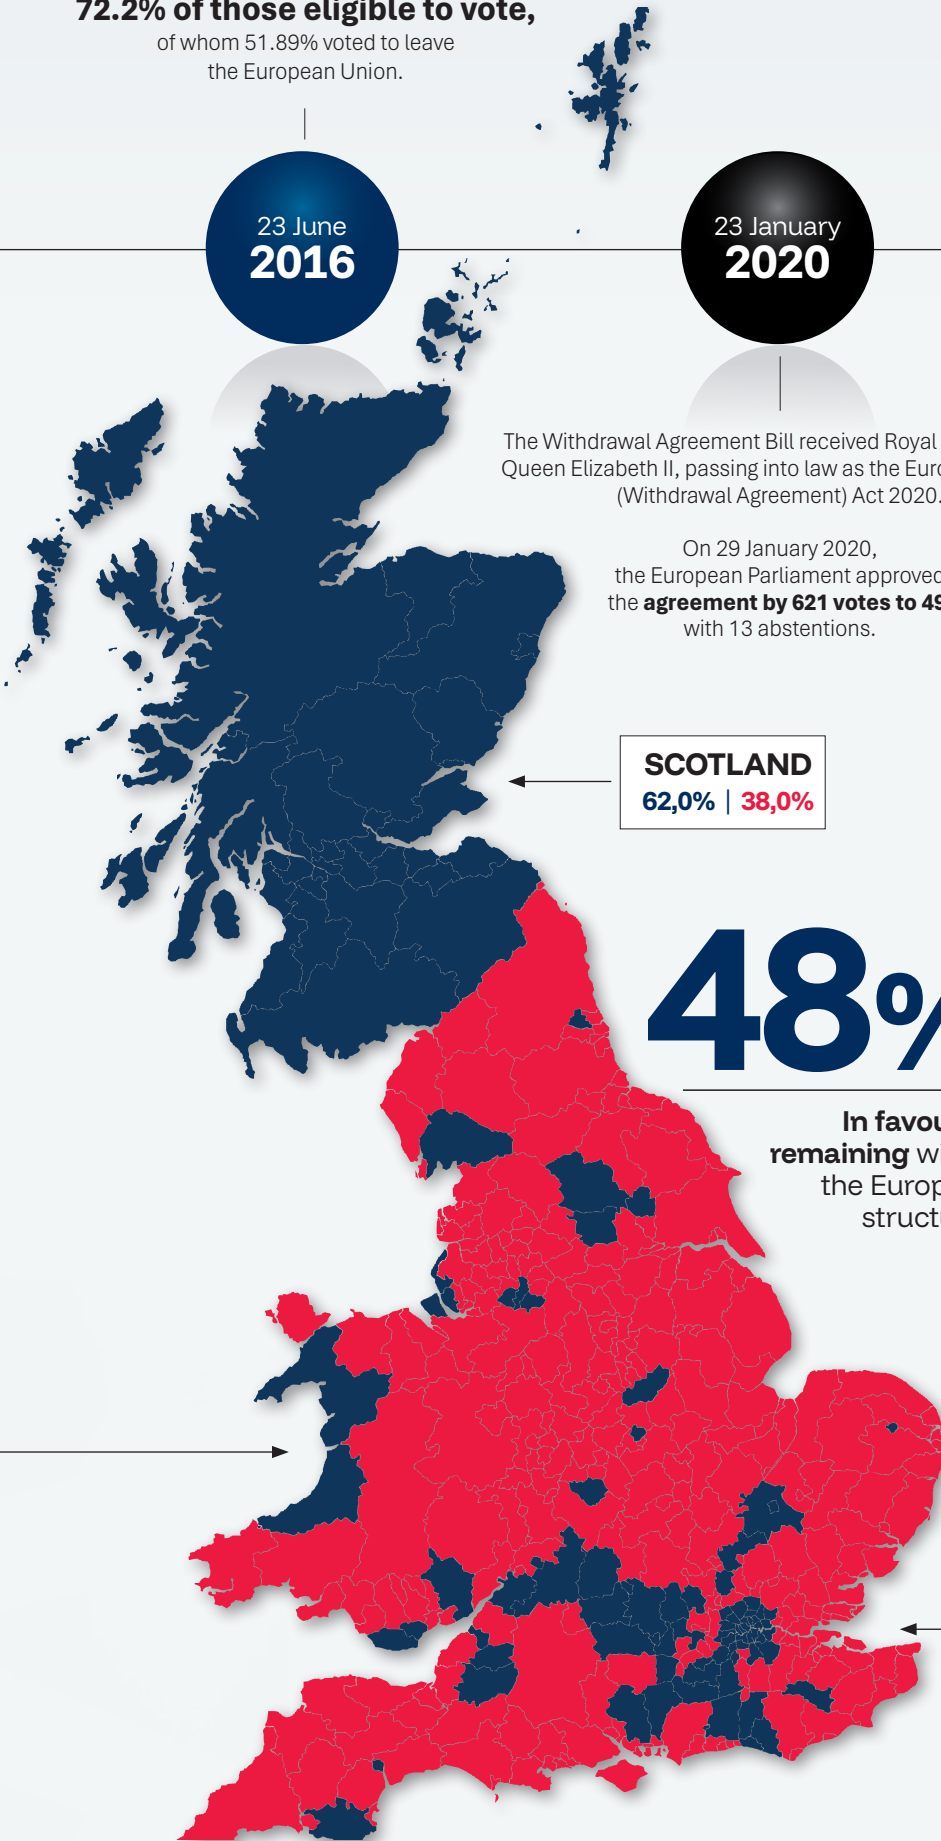 72.2% of those eligible to vote,
of whom 51.89% voted to leave
the European Union.
23 June
2016
23 January
2020
The Withdrawal Agreement Bill received Royal
Queen Elizabeth II, passing into law as the Euro
(Withdrawal Agreement) Act 2020.
On 29 January 2020,
the European Parliament approved
the agreement by 621 votes to 49
with 13 abstentions.
SCOTLAND
62,0% | 38,0%
48%
In favou
remaining wi
the Europ
struct